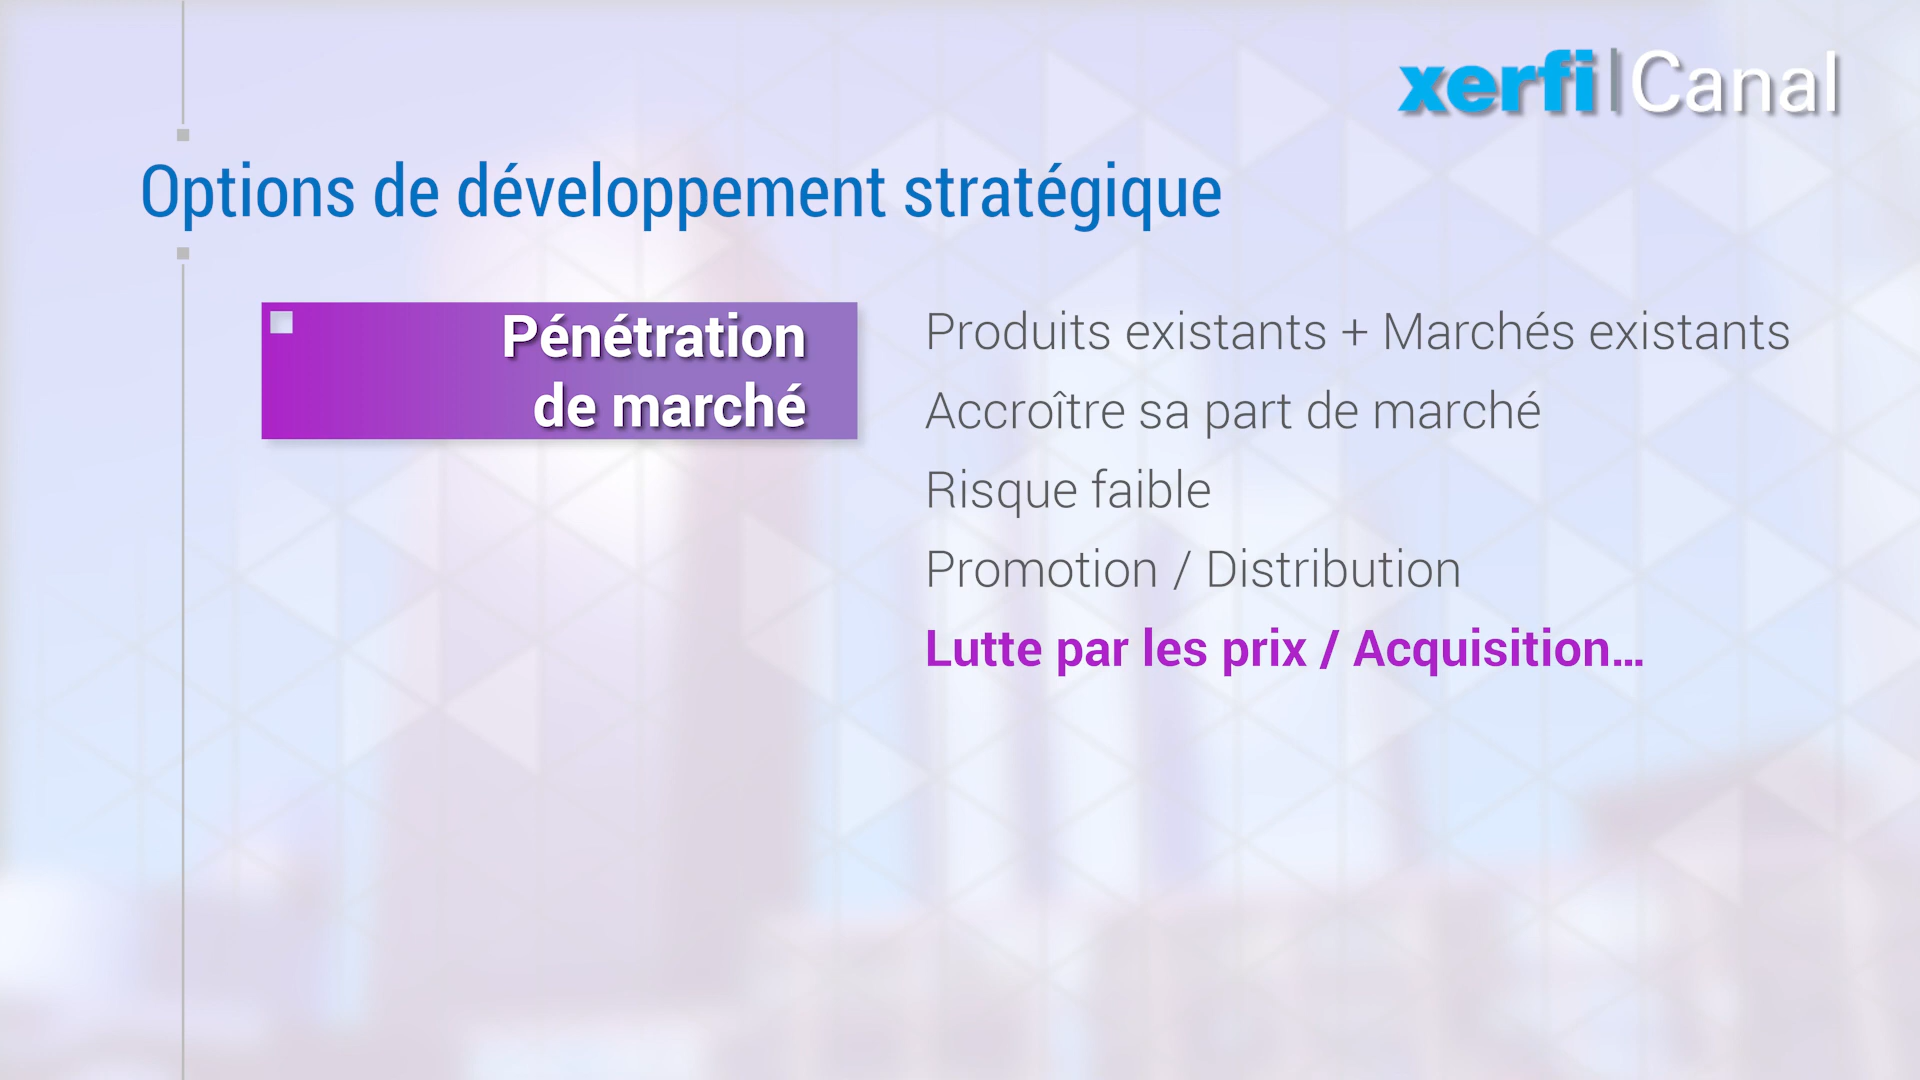 xerfi Canal
Options de développement stratégique
Pénétration
de marché
Produits existants + Marchés existants
Accroître sa part de marché
Risque faible
Promotion / Distribution
Lutte par les prix / Acquisition...